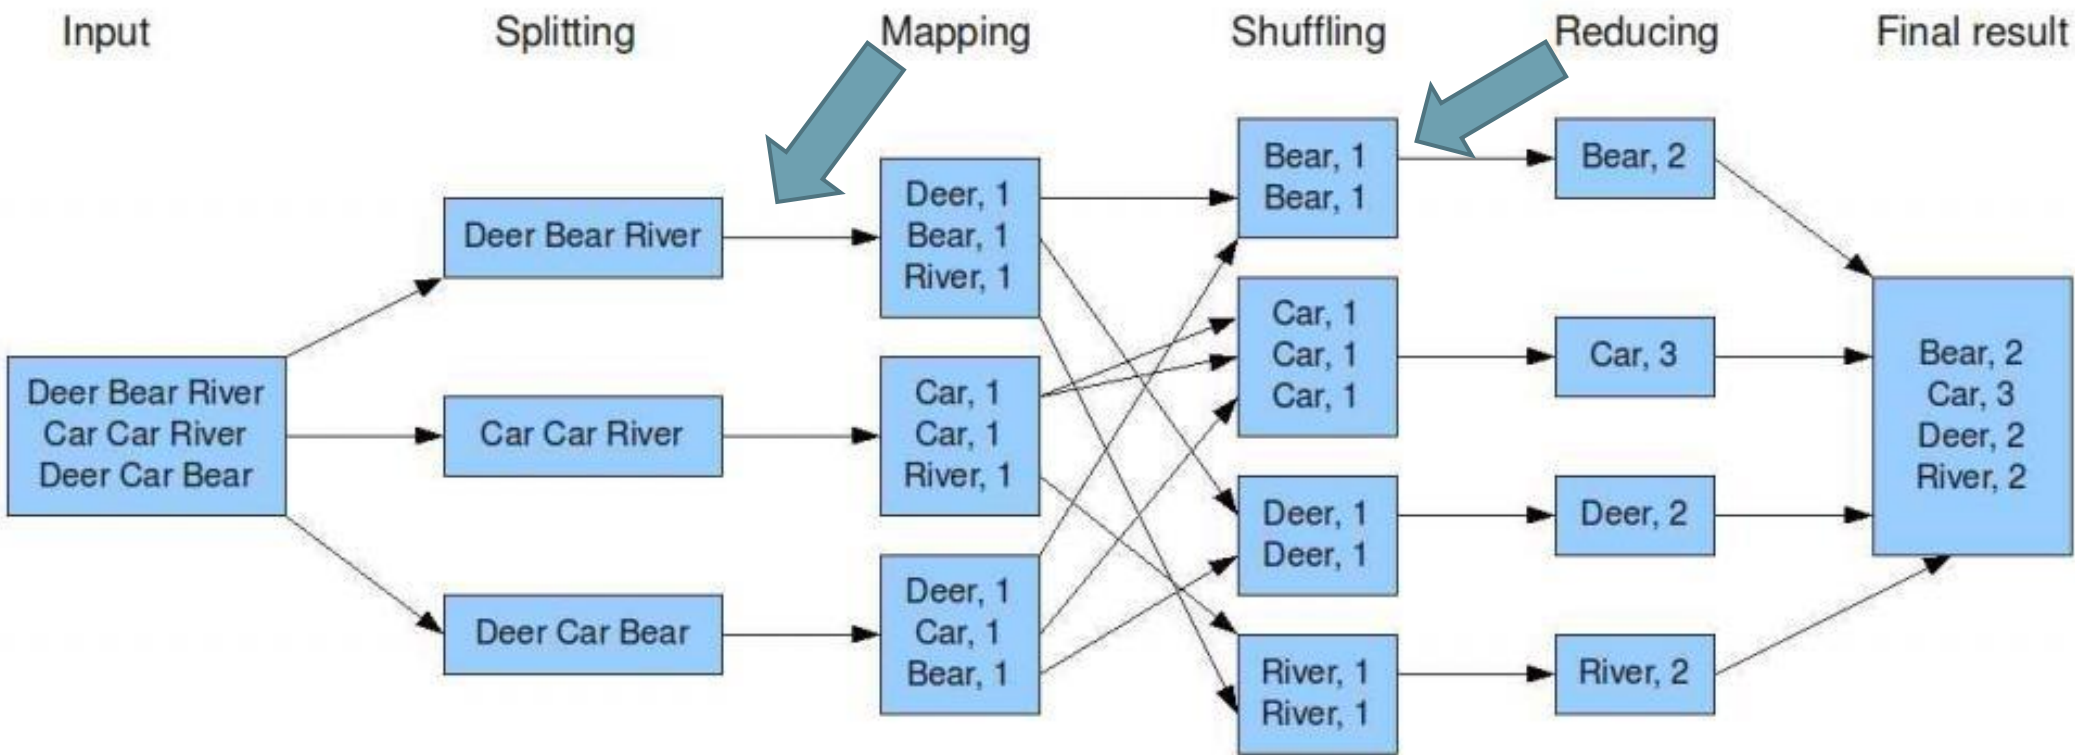 Input
Splitting
Mapping
Shuffling
Reducing
Final result
Deer Bear River
Car Car River
Deer Car Bear
Deer Bear River
Car Car River
Deer Car Bear
Deer, 1
Bear, 1
River, 1
Car, 1
Car, 1
River, 1
Deer, 1
Car, 1
Bear, 1
Bear, 1
Bear, 1
Car, 1
Car, 1
Car, 1
Deer, 1
Deer, 1
River, 1
River, 1
Bear, 2
Car, 3
Deer, 2
River, 2
Bear, 2
Car, 3
Deer, 2
River, 2